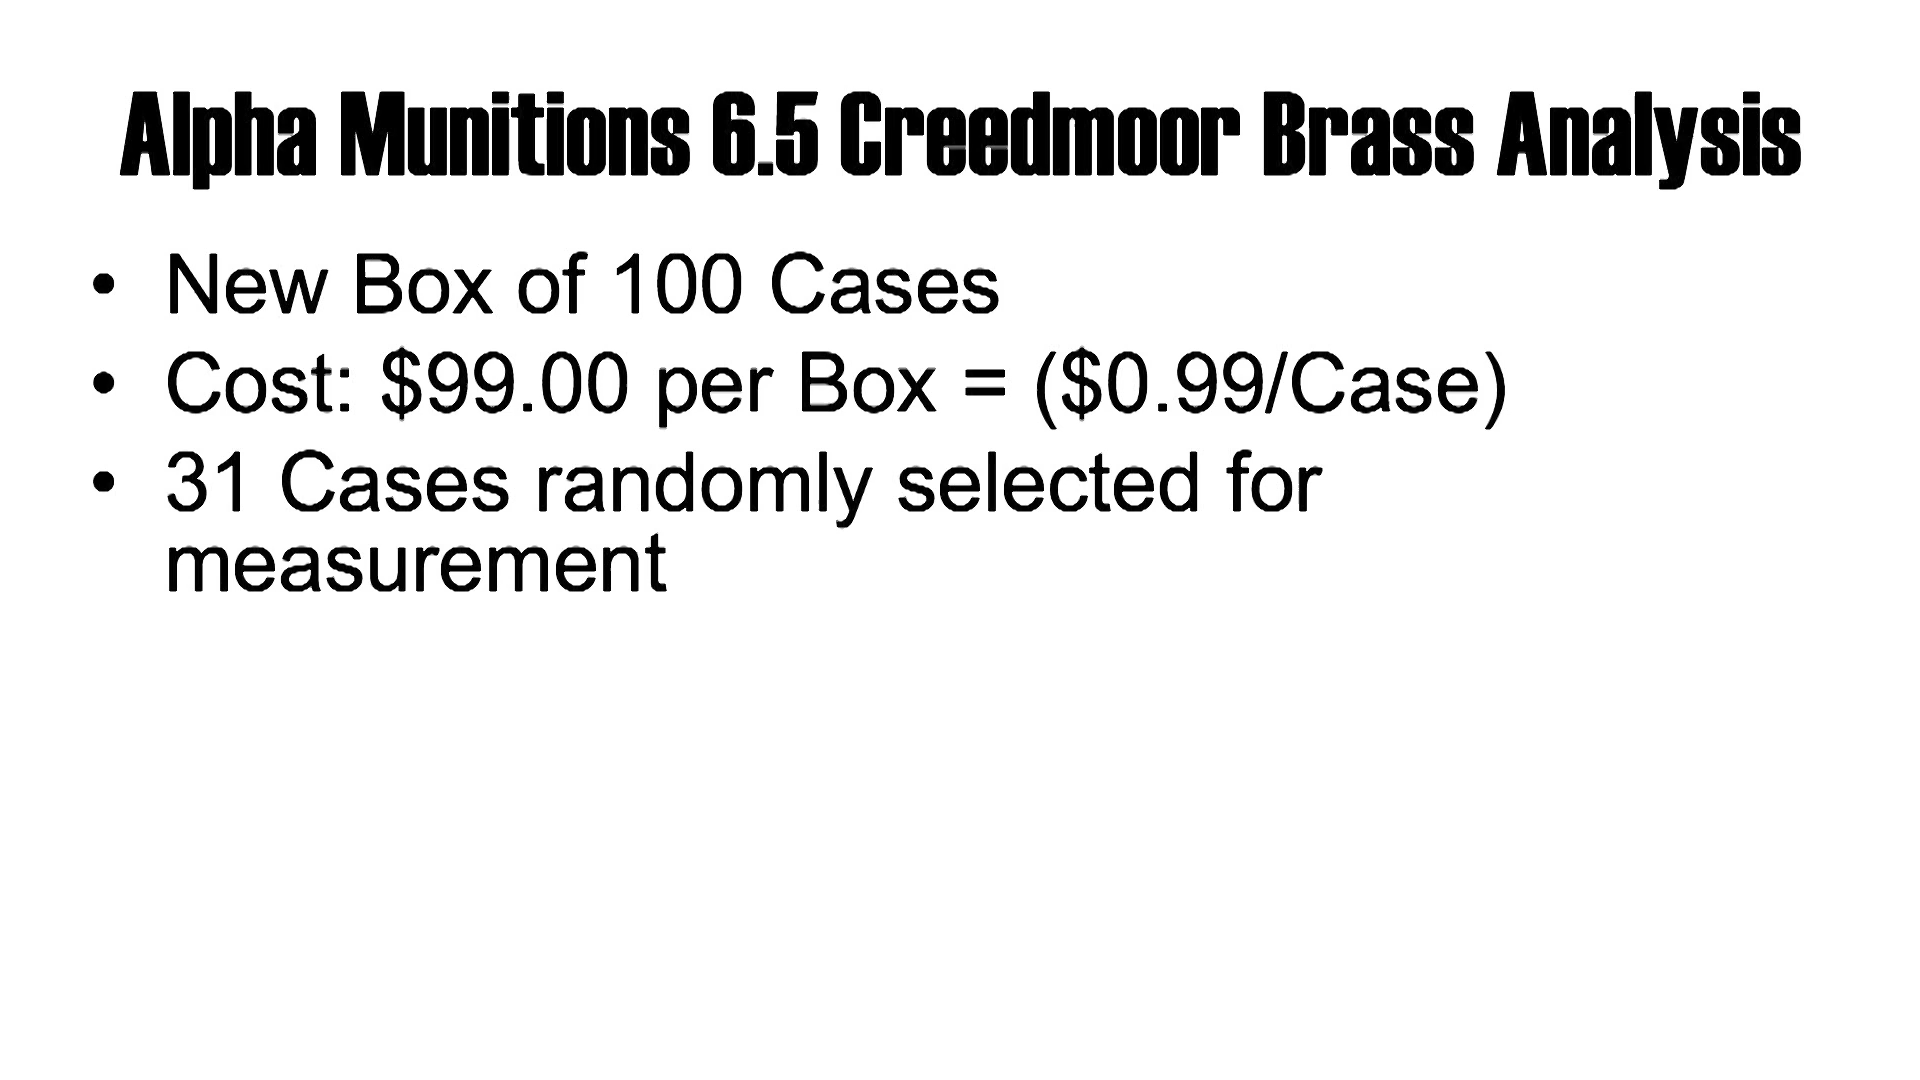 Alpha Munitions 6.5 Creedmoor Brass Analysis
• New Box of 100 Cases
• Cost: $99.00 per Box = ($0.99/Case)
• 31 Cases randomly selected for
measurement